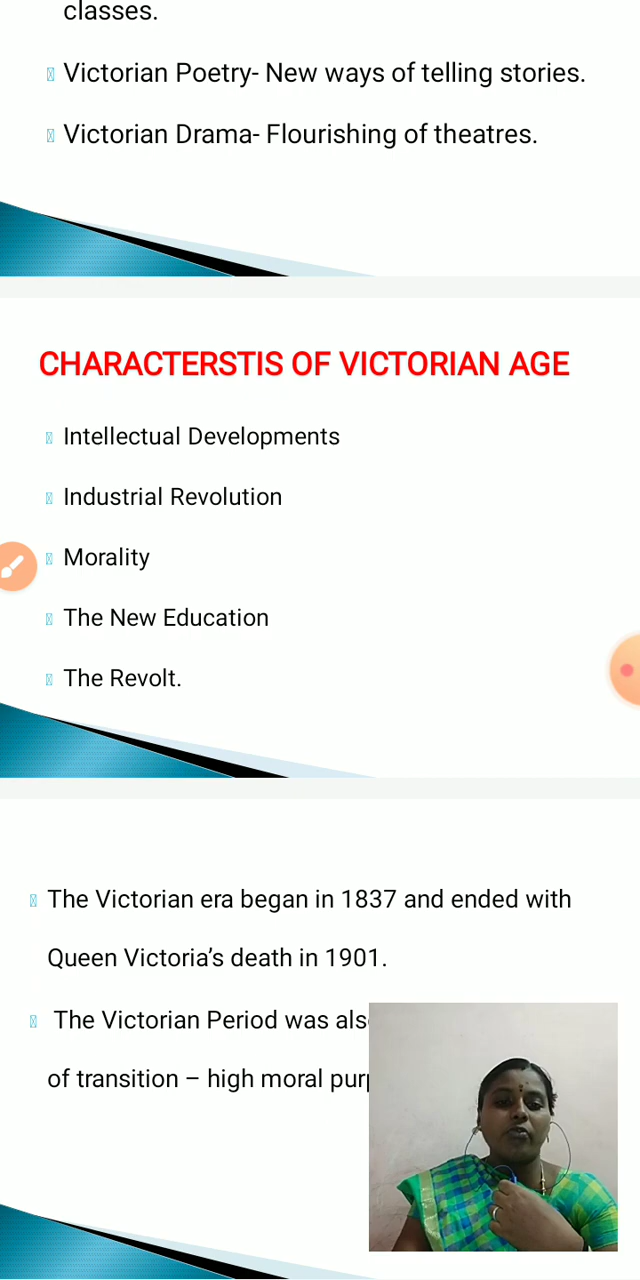 classes.
Victorian Poetry- New ways of telling stories.
Victorian Drama- Flourishing of theatres.
CHARACTERSTIS OF VICTORIAN AGE
Intellectual Developments
Industrial Revolution
Morality
The New Education
The Revolt.
The Victorian era began in 1837 and ended with
Queen Victoria’s death in 1901.
The Victorian Period was
of transition – high moral